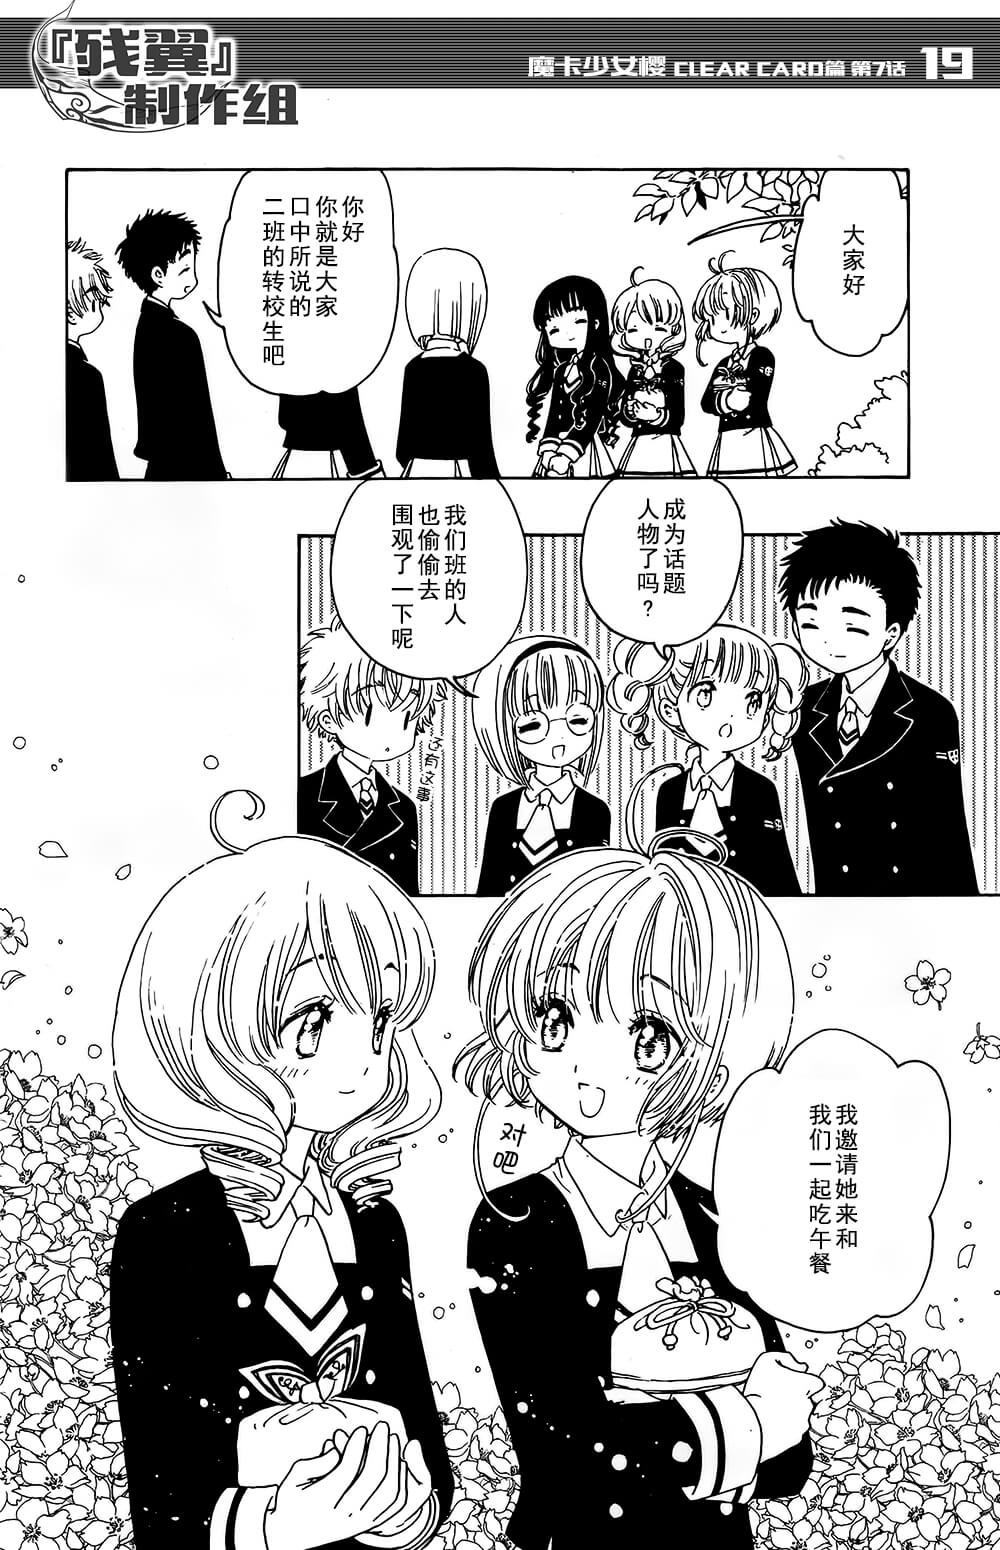 『残翼』
制作组
魔卡少女樱 CLEAR CARD篇 第7话 19
大家好
你好
你就是大家
口中所说的
二班的转校生
吧
成为话题
人物了吗？
我们班的人
也偷偷去
围观了一下呢
还有这事
我邀请她来和
我们一起吃午餐
对吧